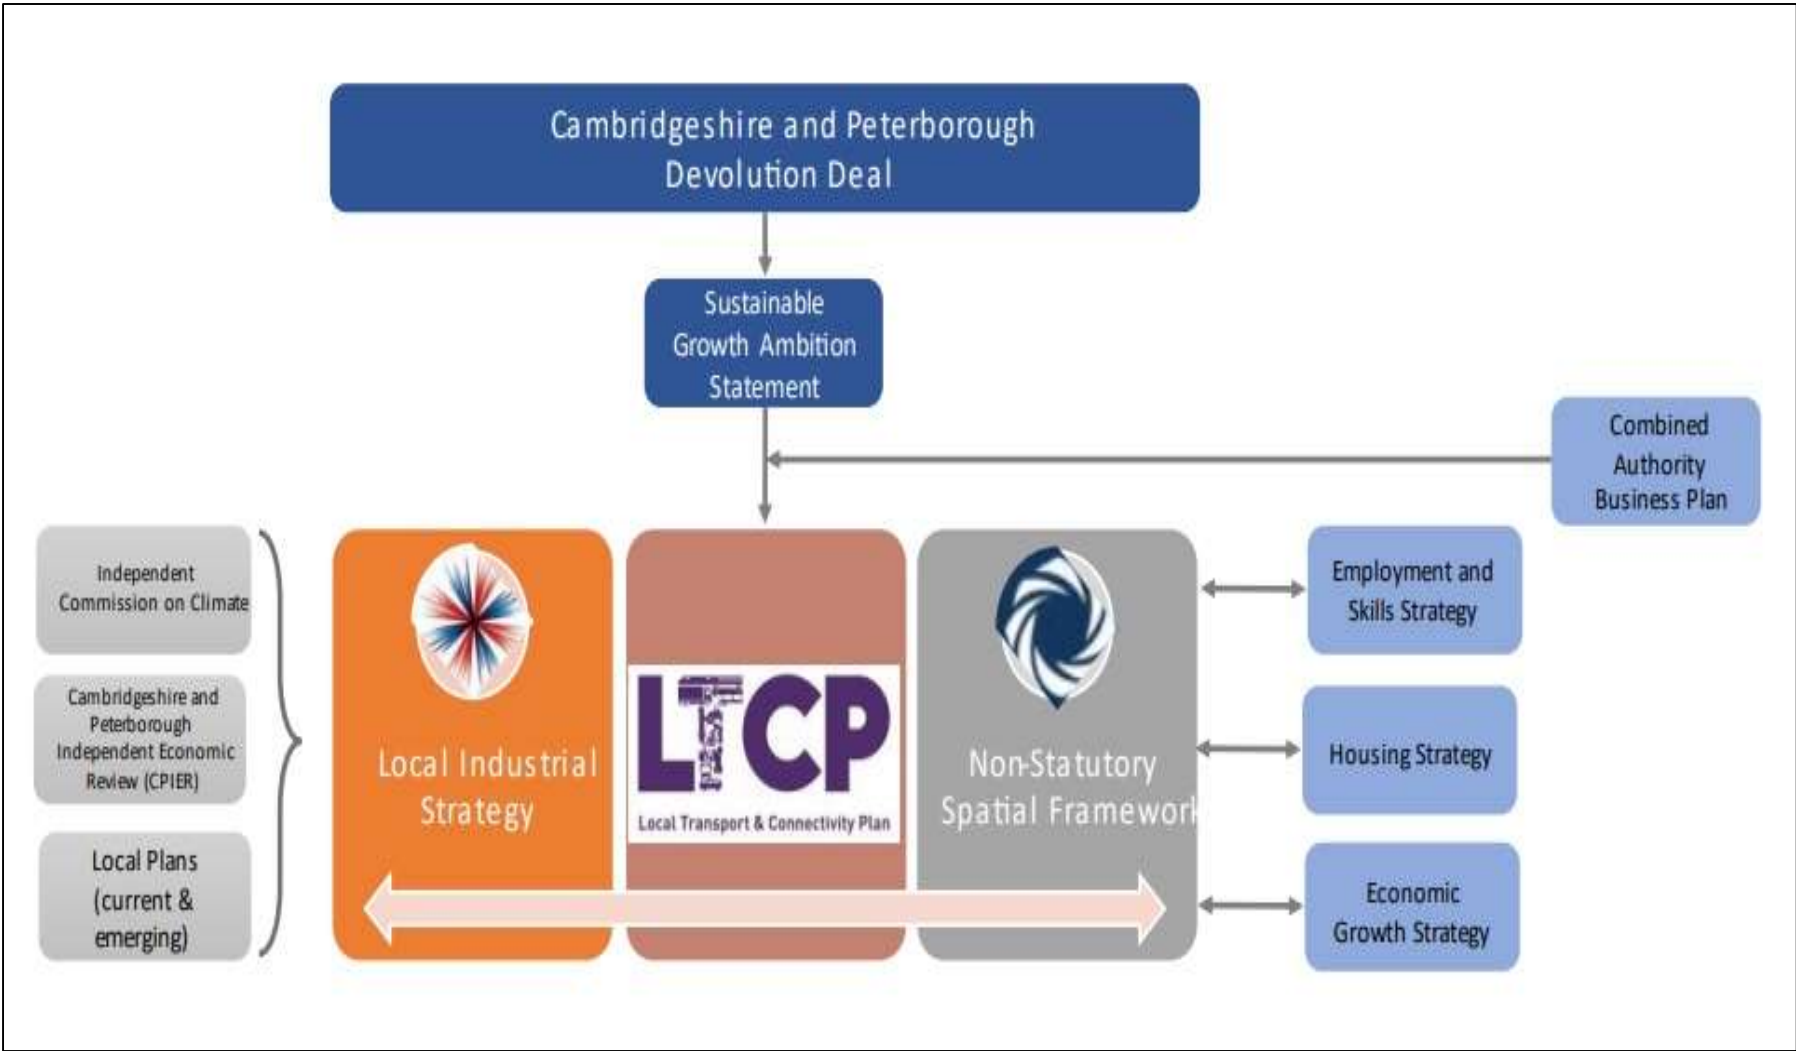 Cambridgeshire and Peterborough
Devolution Deal
Sustainable
Growth Ambition
Statement
Combined
Authority
Business Plan
Independent
Commission on Climate
Cambridgeshire and
Peterborough
Independent Economic
Review (CPIER)
Local Plans
(current &
emerging)
Local Industrial
Strategy
LTCP
Local Transport & Connectivity Plan
Non-Statutory
Spatial Framework
Employment and
Skills Strategy
Housing Strategy
Economic
Growth Strategy